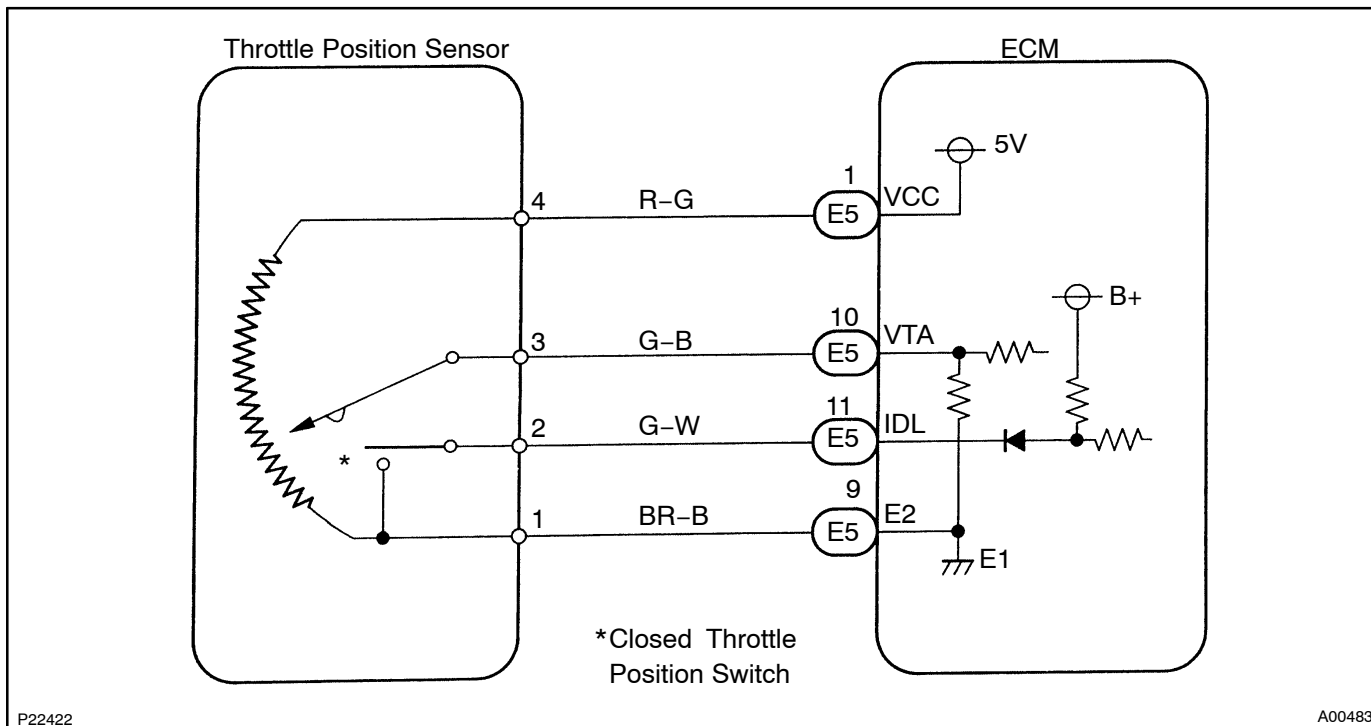 Throttle Position Sensor
ECM
5V
4
R–G
1
E5
VCC
B+
3
G–B
10
E5
VTA
2
G–W
11
E5
IDL
*
1
BR–B
9
E5
E2
E1
*Closed Throttle
Position Switch
P22422
A00483